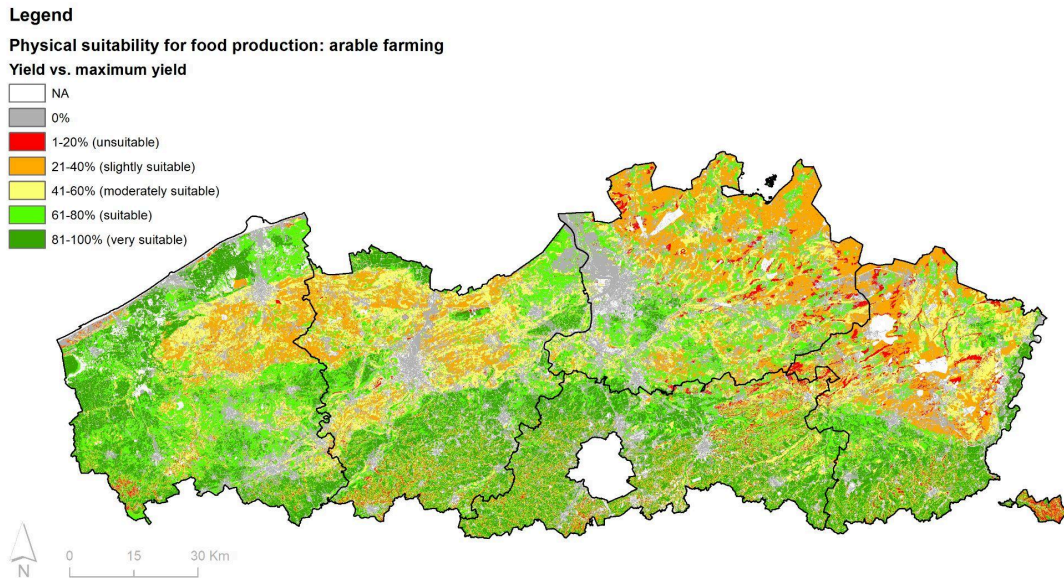 Legend
Physical suitability for food production: arable farming
Yield vs. maximum yield
NA
0%
1-20% (unsuitable)
21-40% (slightly suitable)
41-60% (moderately suitable)
61-80% (suitable)
81-100% (very suitable)
N
0 15 30 Km